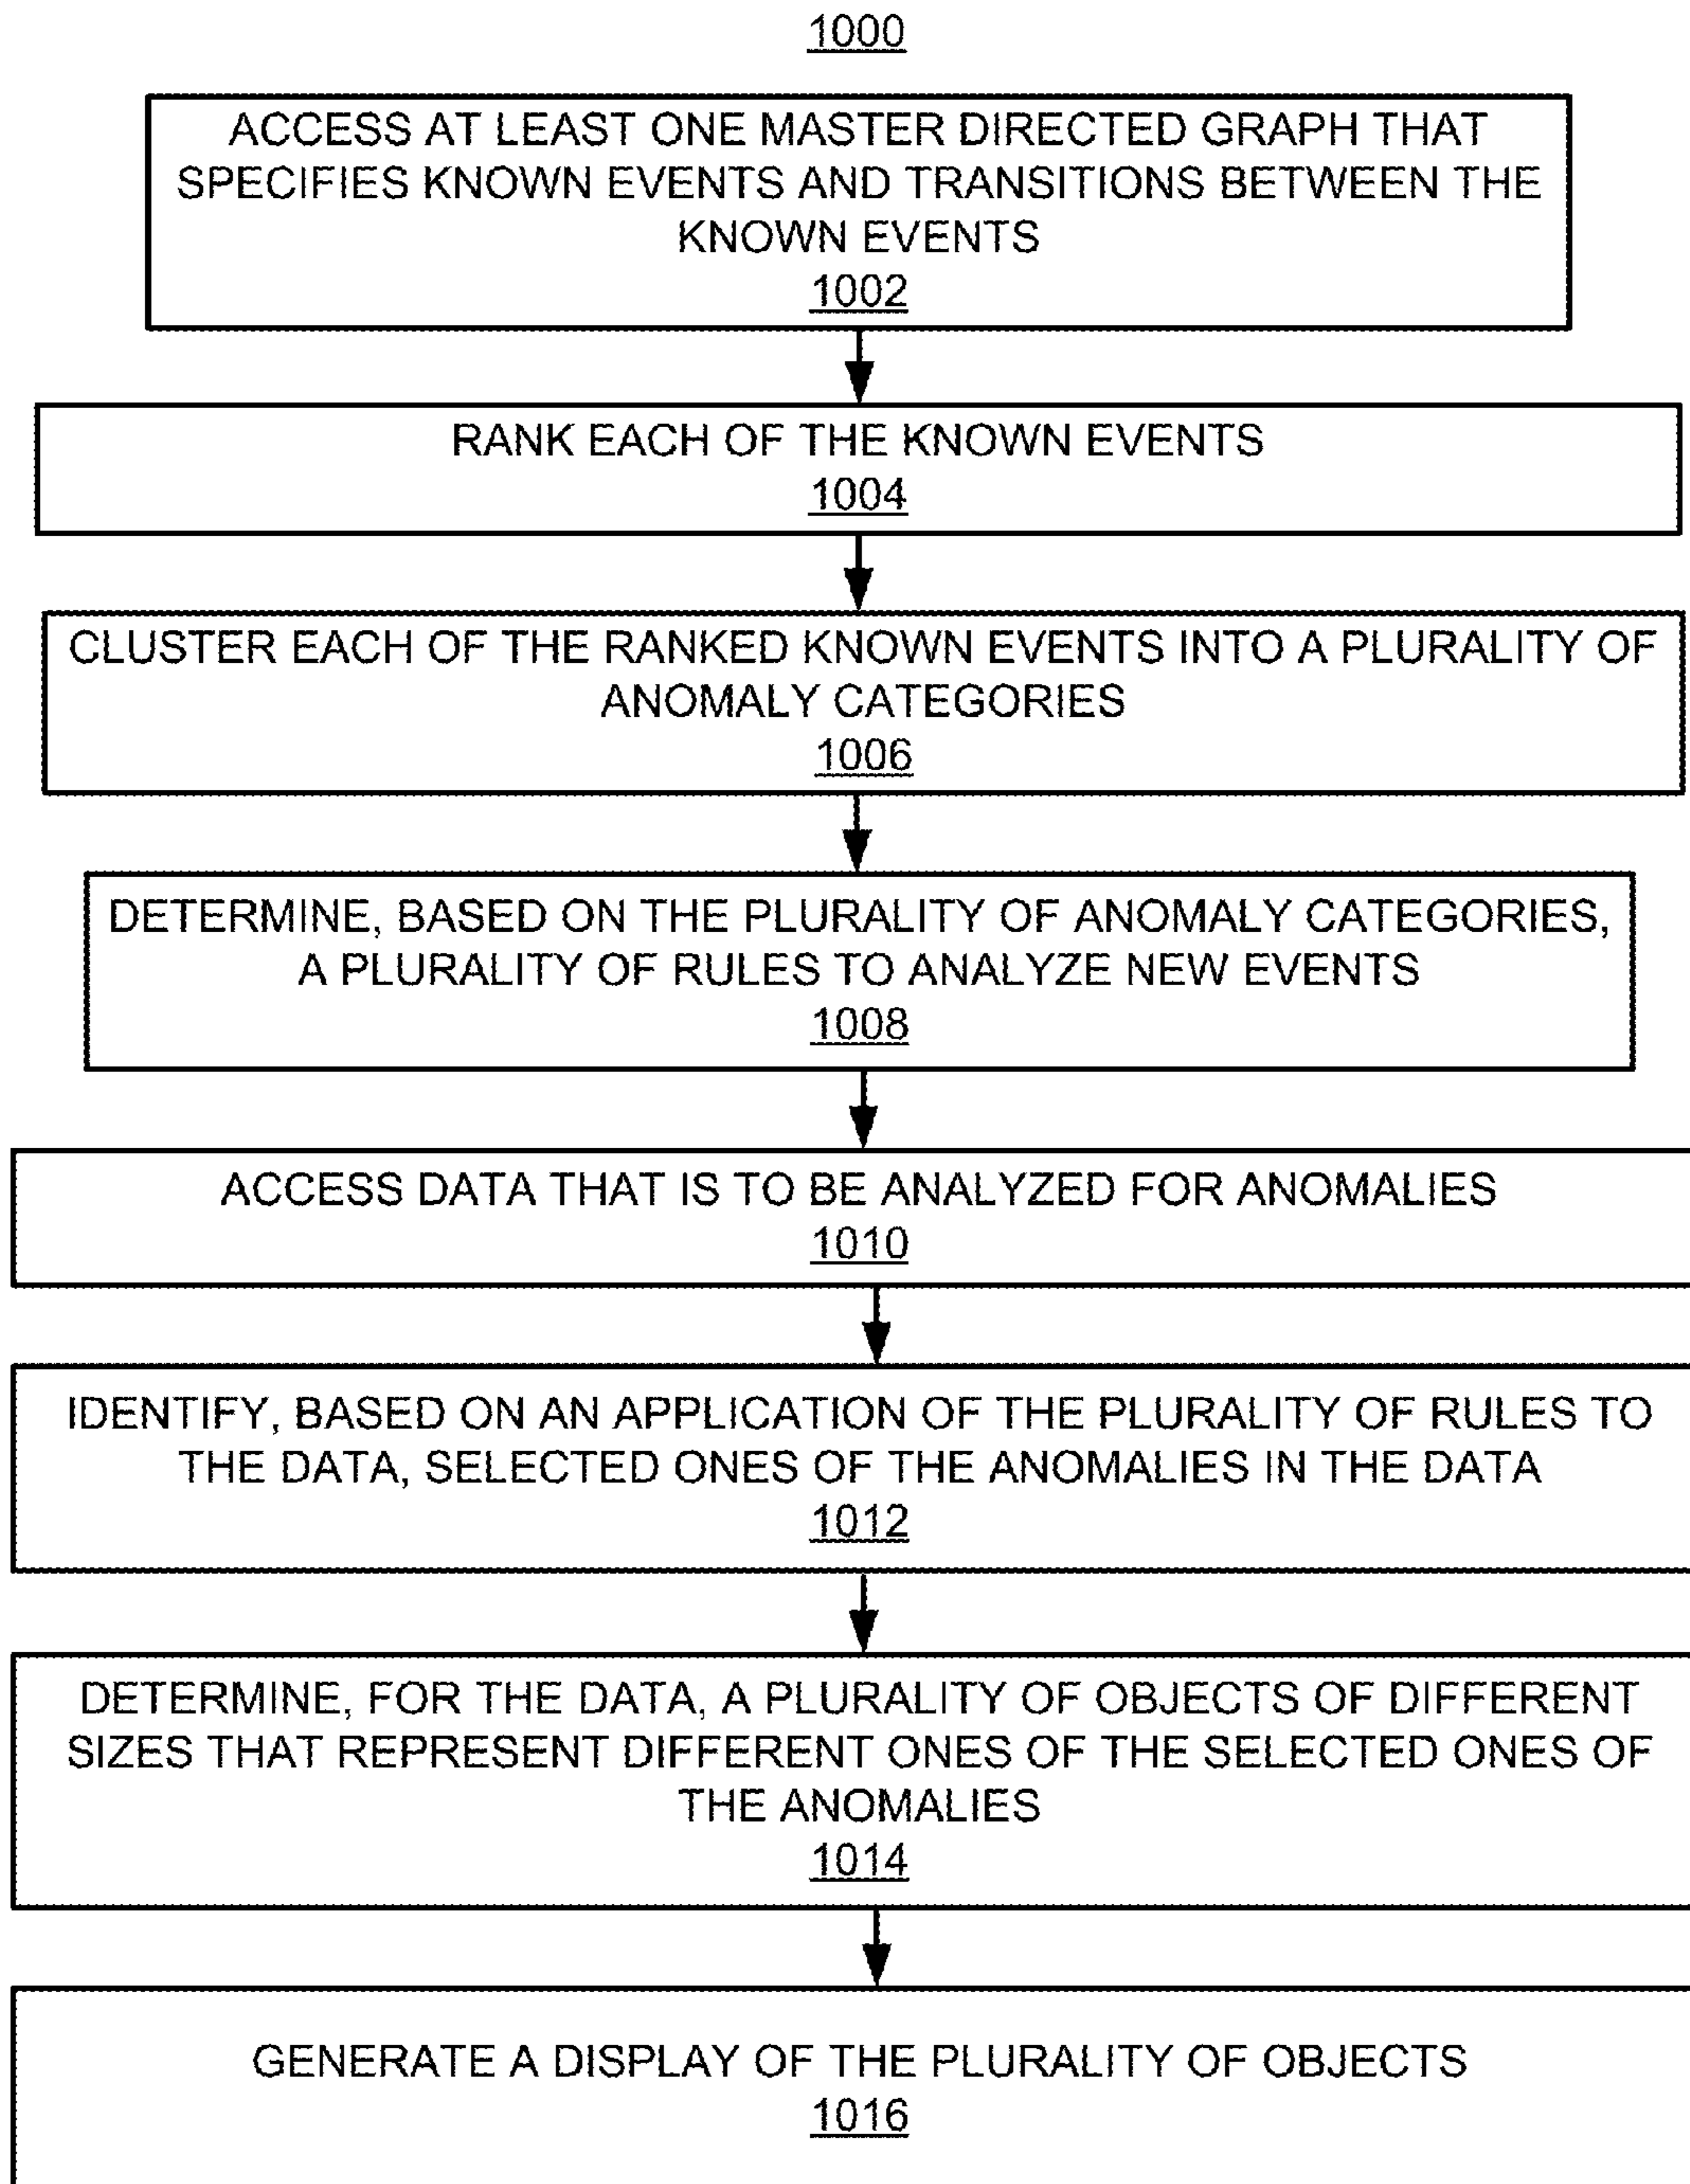 1000
ACCESS AT LEAST ONE MASTER DIRECTED GRAPH THAT
SPECIFIES KNOWN EVENTS AND TRANSITIONS BETWEEN THE
KNOWN EVENTS
1002
RANK EACH OF THE KNOWN EVENTS
1004
CLUSTER EACH OF THE RANKED KNOWN EVENTS INTO A PLURALITY OF
ANOMALY CATEGORIES
1006
DETERMINE, BASED ON THE PLURALITY OF ANOMALY CATEGORIES,
A PLURALITY OF RULES TO ANALYZE NEW EVENTS
1008
ACCESS DATA THAT IS TO BE ANALYZED FOR ANOMALIES
1010
IDENTIFY, BASED ON AN APPLICATION OF THE PLURALITY OF RULES TO
THE DATA, SELECTED ONES OF THE ANOMALIES IN THE DATA
1012
DETERMINE, FOR THE DATA, A PLURALITY OF OBJECTS OF DIFFERENT
SIZES THAT REPRESENT DIFFERENT ONES OF THE SELECTED ONES OF
THE ANOMALIES
1014
GENERATE A DISPLAY OF THE PLURALITY OF OBJECTS
1016